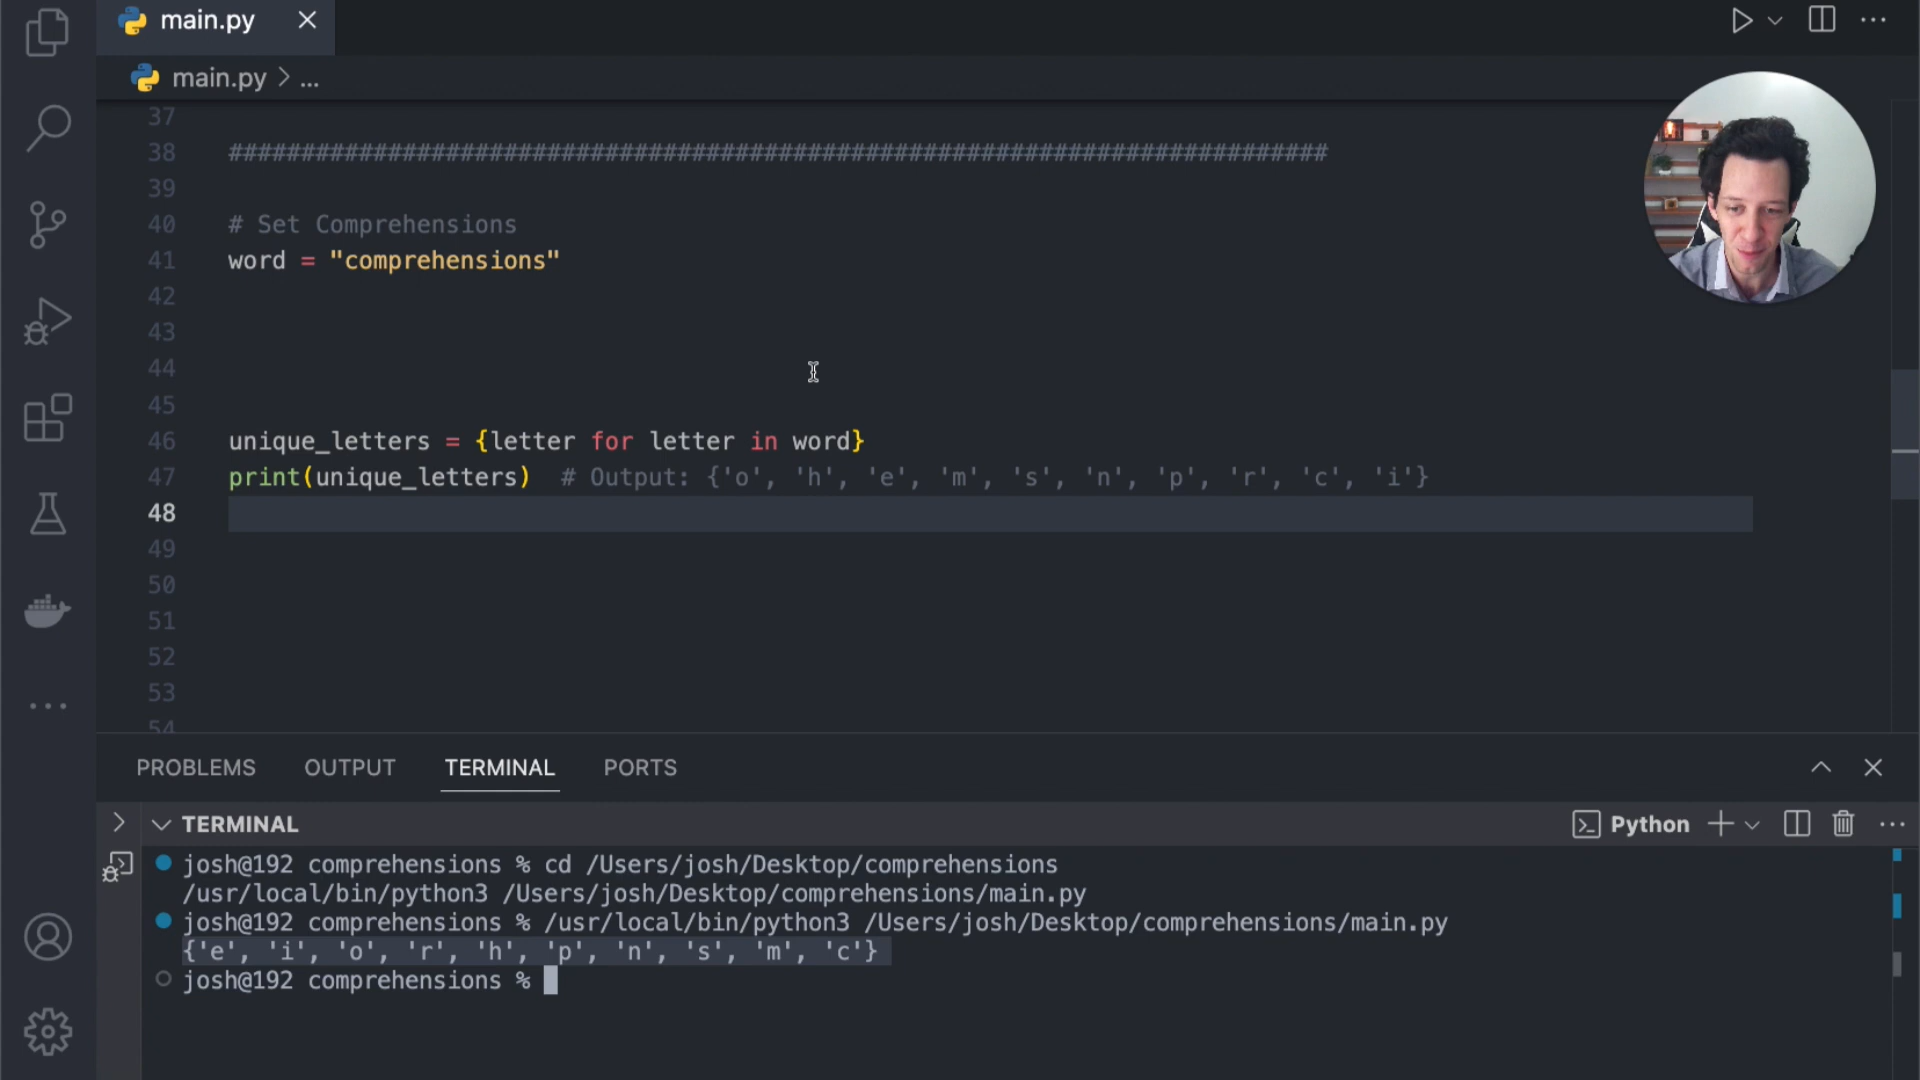 main.py
main.py > ...
37
38 ############################################################################
39
40 # Set Comprehensions
41 word = "comprehensions"
42
43
44
45
46 unique_letters = {letter for letter in word}
47 print(unique_letters)  # Output: {'o', 'h', 'e', 'm', 's', 'n', 'p', 'r', 'c', 'i'}
48
49
50
51
52
53
54
PROBLEMS OUTPUT TERMINAL PORTS
TERMINAL Python
josh@192 comprehensions % cd /Users/josh/Desktop/comprehensions
/usr/local/bin/python3 /Users/josh/Desktop/comprehensions/main.py
josh@192 comprehensions % /usr/local/bin/python3 /Users/josh/Desktop/comprehensions/main.py
{'e', 'i', 'o', 'r', 'h', 'p', 'n', 's', 'm', 'c'}
josh@192 comprehensions %